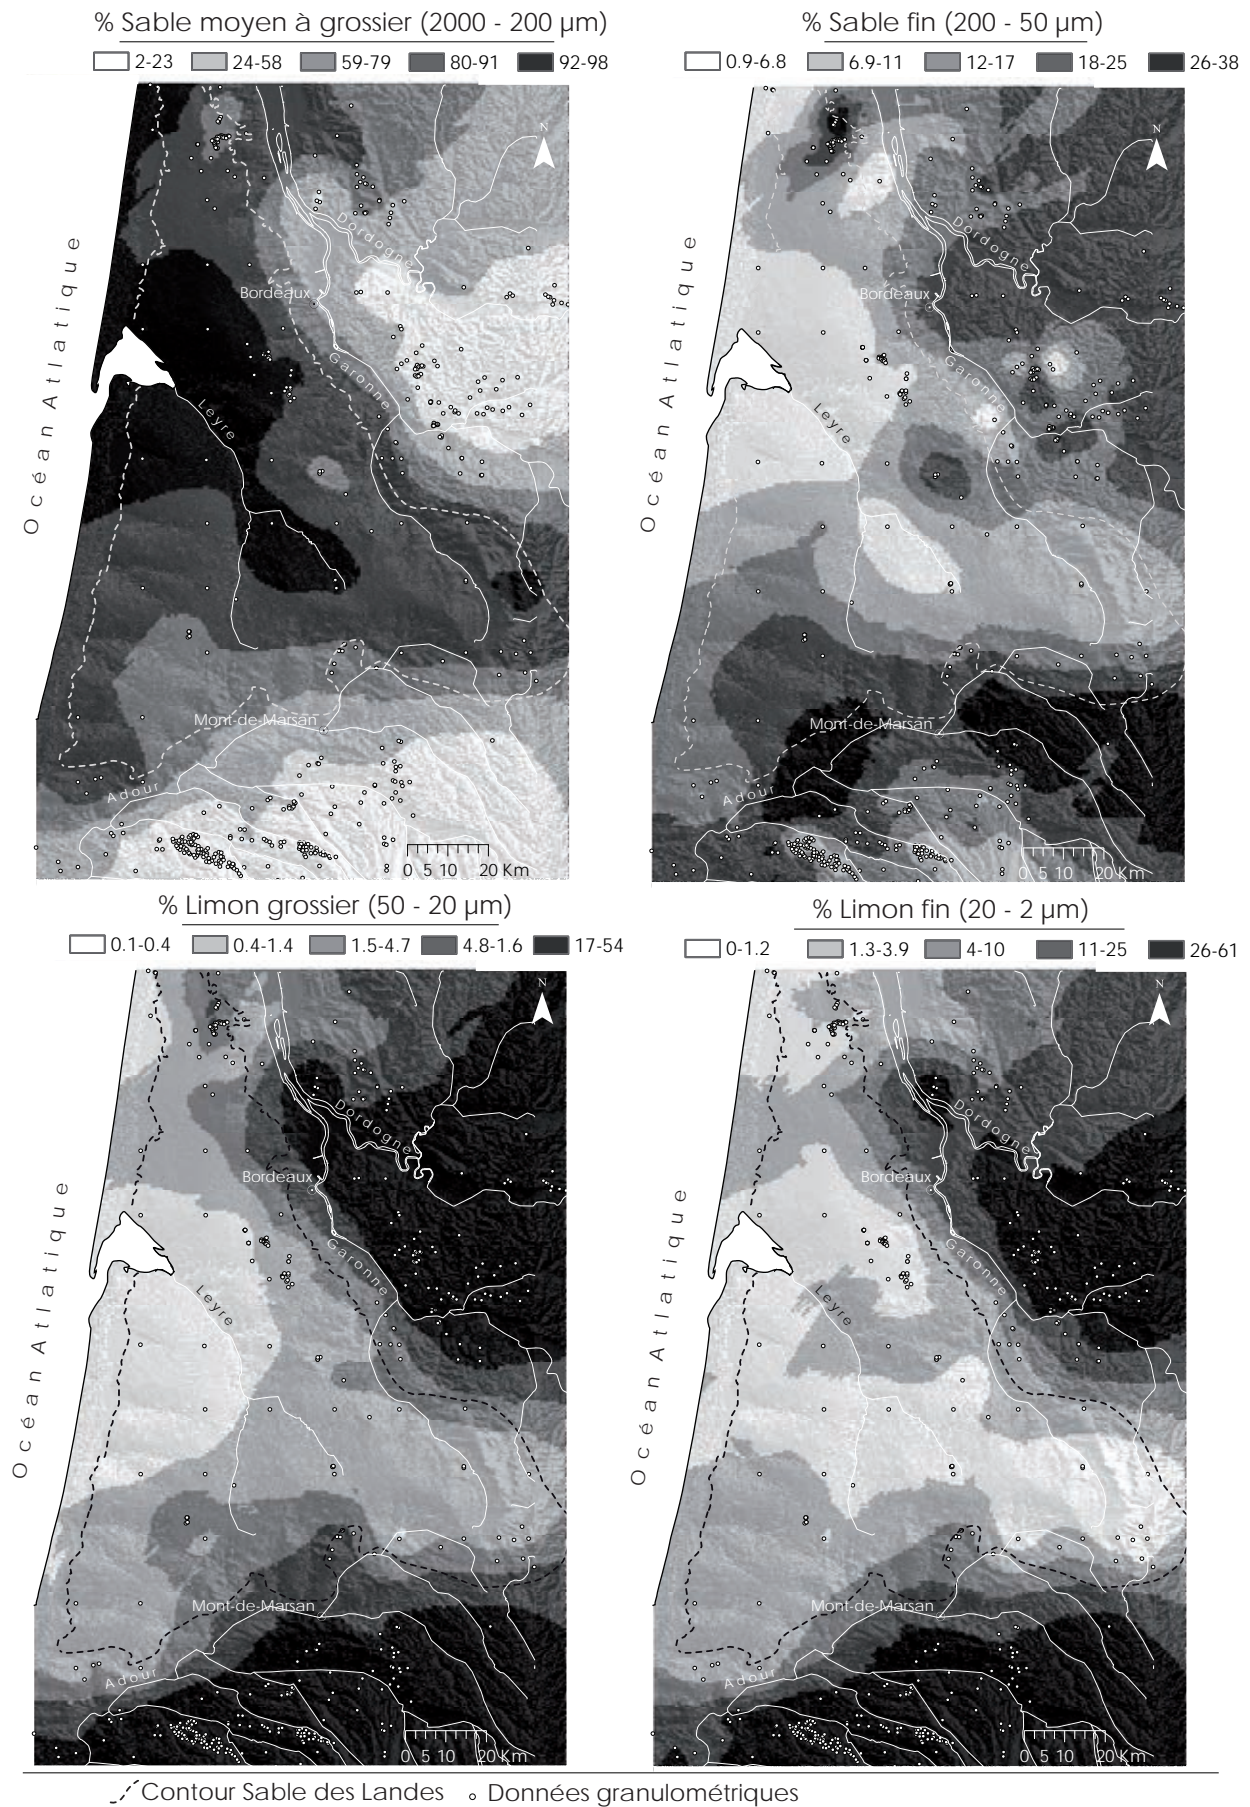 % Sable moyen à grossier (2000 - 200 µm)
2-23 24-58 59-79 80-91 92-98
N
Océan Atlatique
Dordogne
Bordeaux
Garonne
Leyre
Mont-de-Marsan
Adour
0 5 10 20 Km
% Sable fin (200 - 50 µm)
0.9-6.8 6.9-11 12-17 18-25 26-38
N
Océan Atlatique
Dordogne
Bordeaux
Garonne
Leyre
Mont-de-Marsan
Adour
0 5 10 20 Km
% Limon grossier (50 - 20 µm)
0.1-0.4 0.4-1.4 1.5-4.7 4.8-1.6 17-54
N
Océan Atlatique
Dordogne
Bordeaux
Garonne
Leyre
Mont-de-Marsan
Adour
0 5 10 20 Km
% Limon fin (20 - 2 µm)
0-1.2 1.3-3.9 4-10 11-25 26-61
N
Océan Atlatique
Dordogne
Bordeaux
Garonne
Leyre
Mont-de-Marsan
Adour
0 5 10 20 Km
Contour Sable des Landes Données granulométriques